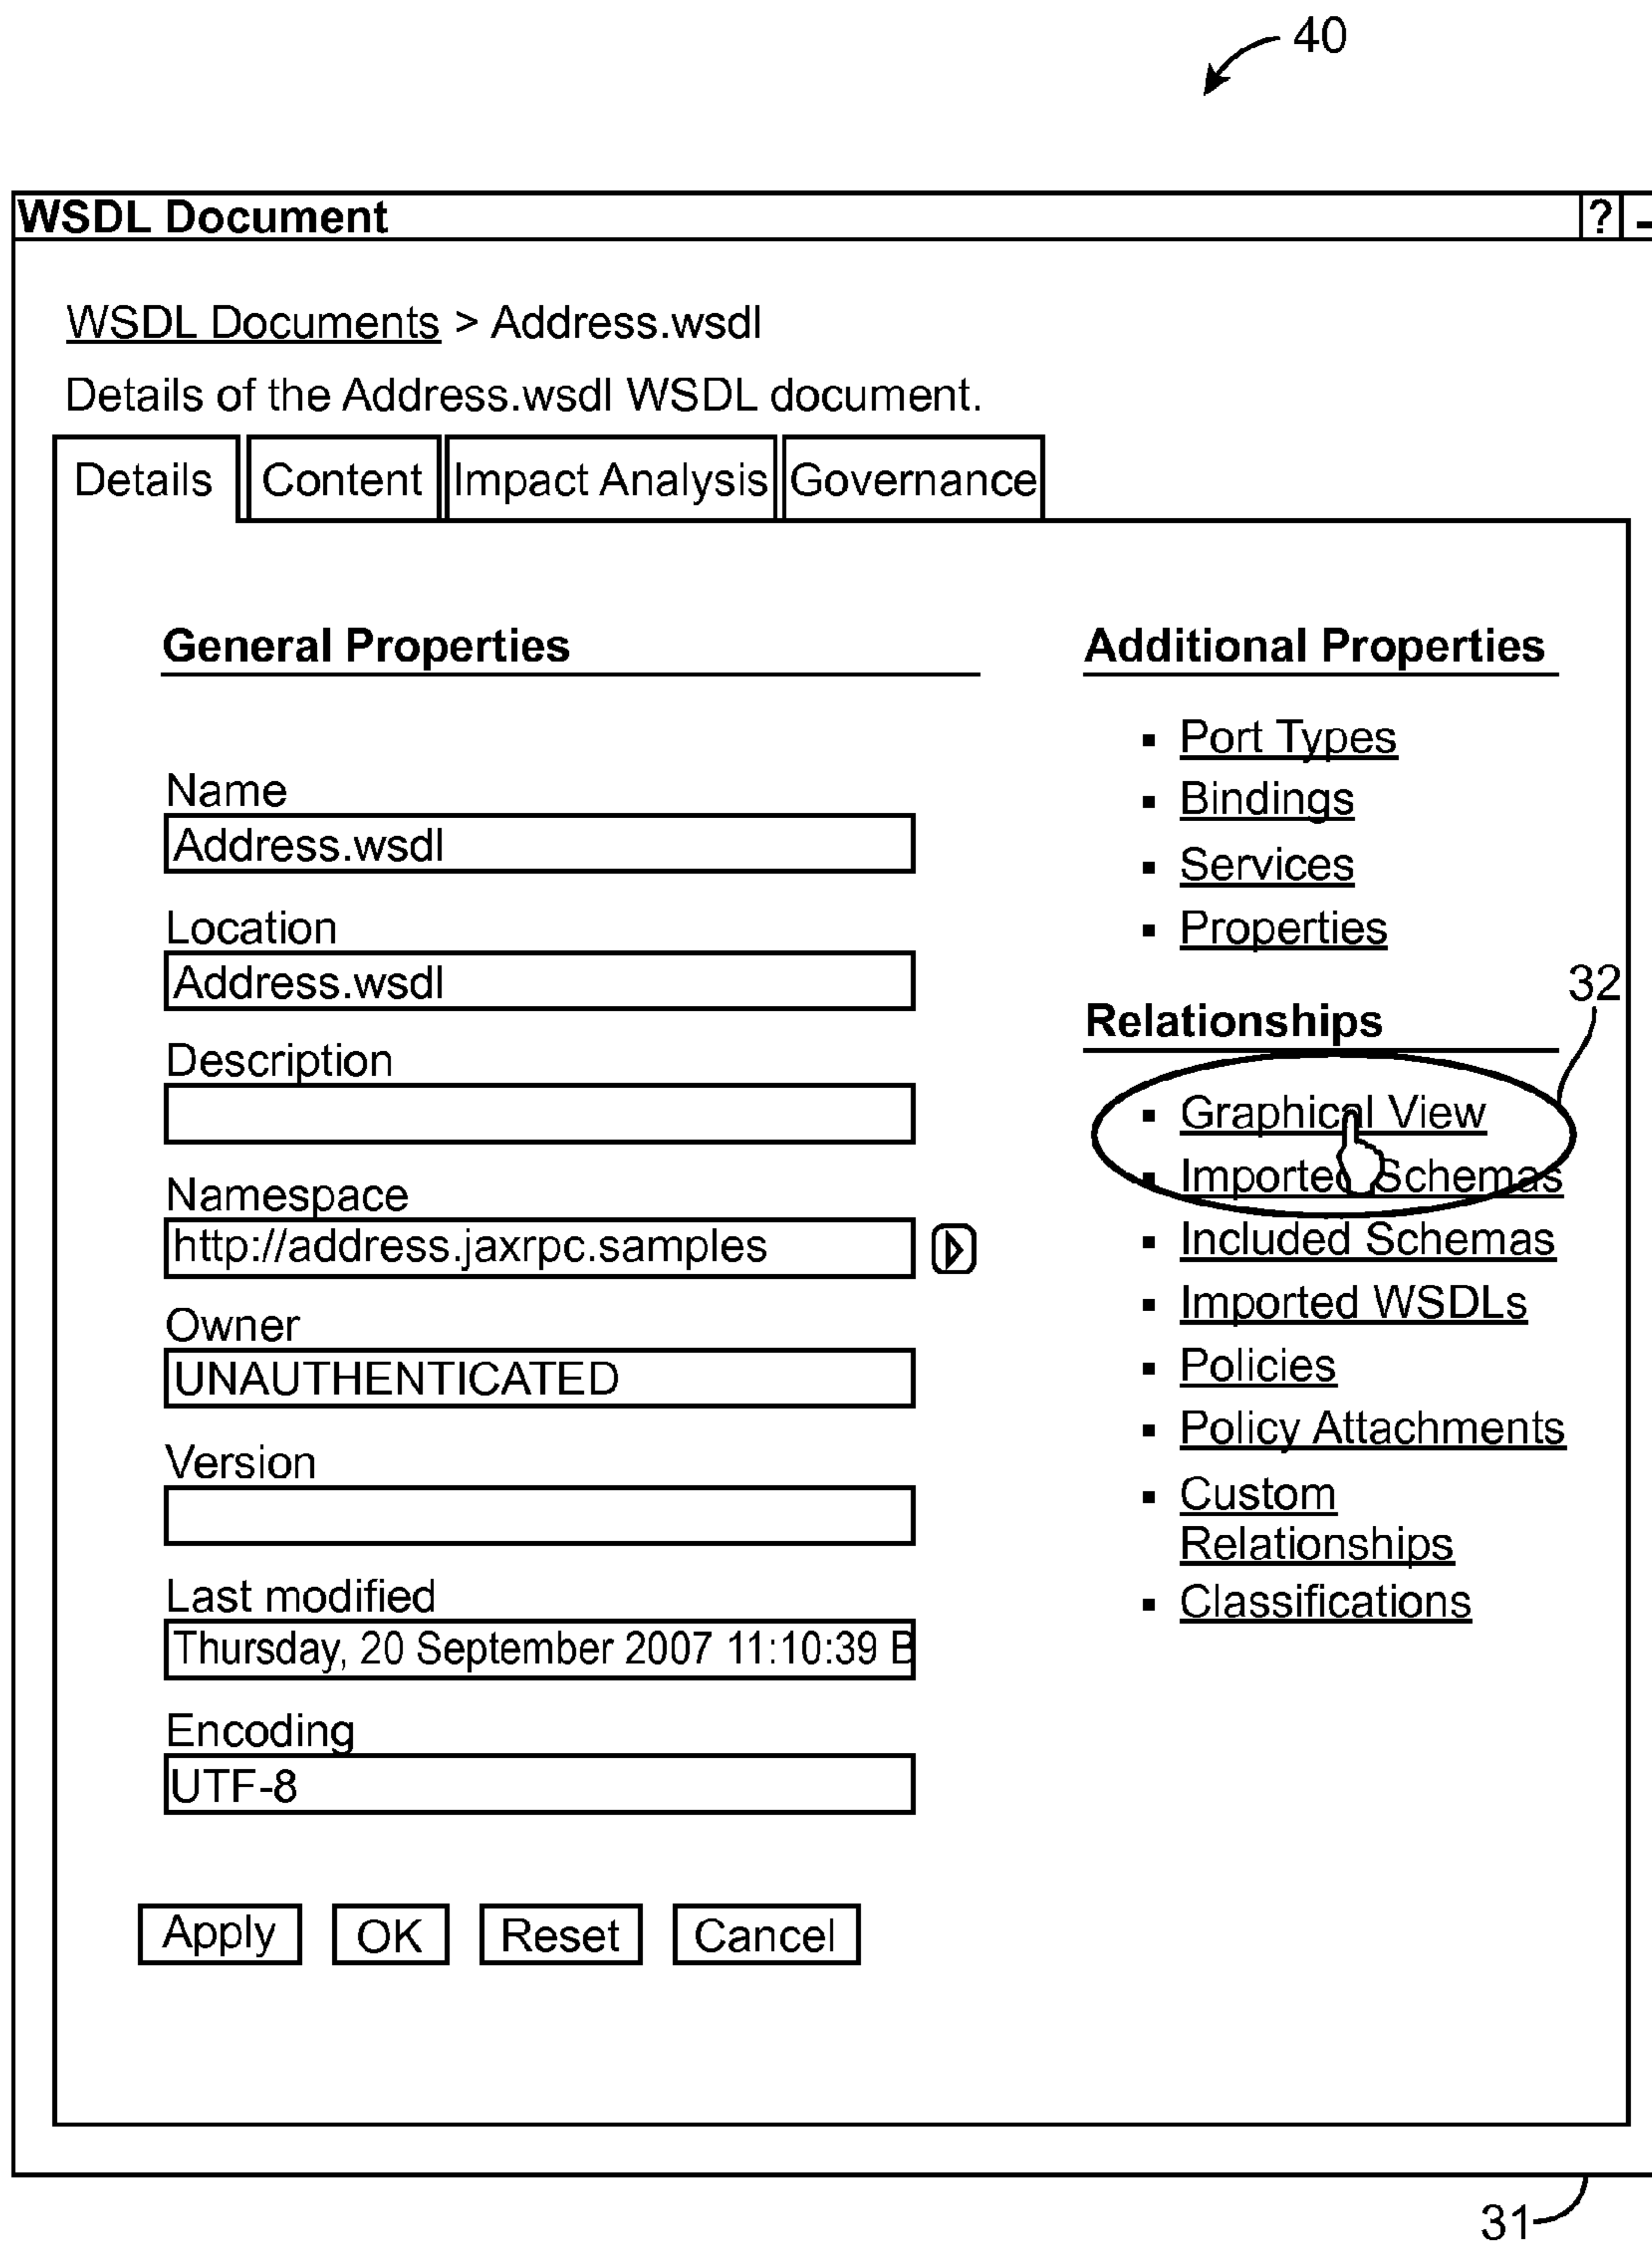 40
WSDL Document ? -
WSDL Documents > Address.wsdl
Details of the Address.wsdl WSDL document.
Details Content Impact Analysis Governance
General Properties
Name
Address.wsdl
Location
Address.wsdl
Description
Namespace
http://address.jaxrpc.samples
Owner
UNAUTHENTICATED
Version
Last modified
Thursday, 20 September 2007 11:10:39 B
Encoding
UTF-8
Apply OK Reset Cancel
Additional Properties
▪ Port Types
▪ Bindings
▪ Services
▪ Properties
32
Relationships
▪ Graphical View
▪ Imported Schemas
▪ Included Schemas
▪ Imported WSDLs
▪ Policies
▪ Policy Attachments
▪ Custom
Relationships
▪ Classifications
31